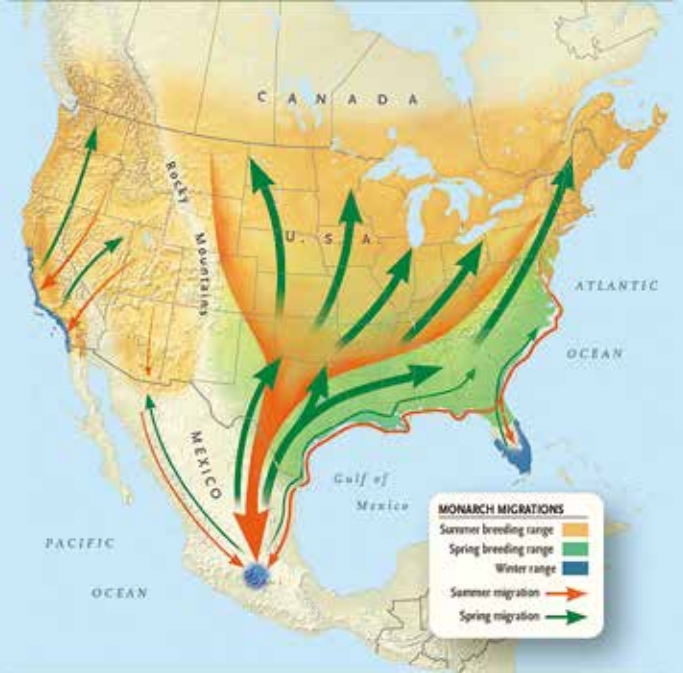 CANADA
Rocky
Mountains
U.S.A.
ATLANTIC
OCEAN
MEXICO
Gulf of
Mexico
PACIFIC
OCEAN
MONARCH MIGRATIONS
Summer breeding range
Spring breeding range
Winter range
Summer migration
Spring migration